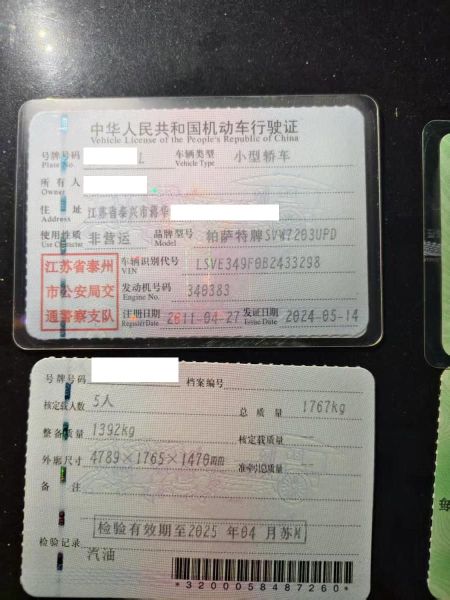 中华人民共和国机动车行驶证
Vehicle License of the People's Republic of China
号牌号码 L 车辆类型 小型轿车
Plate No. Vehicle Type
所有人
Owner
住址 江苏省泰兴市蒋华
Address
使用性质 非营运 品牌型号 帕萨特牌SVW7203UPD
Use Character Model
江苏省泰州
市公安局交
通警察支队
车辆识别代号 LSVE349F0B2433298
VIN
发动机号码 340383
Engine No.
注册日期 2011-04-27 发证日期 2024-05-14
Register Date Issue Date
号牌号码 档案编号
核定载人数 5人 总质量 1767kg
整备质量 1392kg 核定载质量 --
外廓尺寸 4789×1765×1470mm 准牵引总质量 --
备注
检验有效期至2025年04月苏M
检验记录
汽油
*3200058487260*